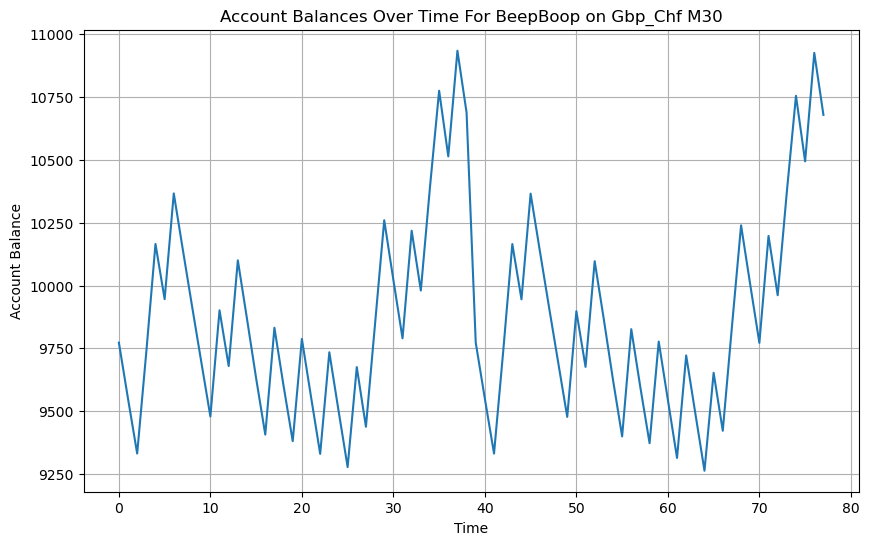 Account Balances Over Time For BeepBoop on Gbp_Chf M30
11000
10750
10500
10250
10000
9750
9500
9250
Account Balance
0 10 20 30 40 50 60 70 80
Time